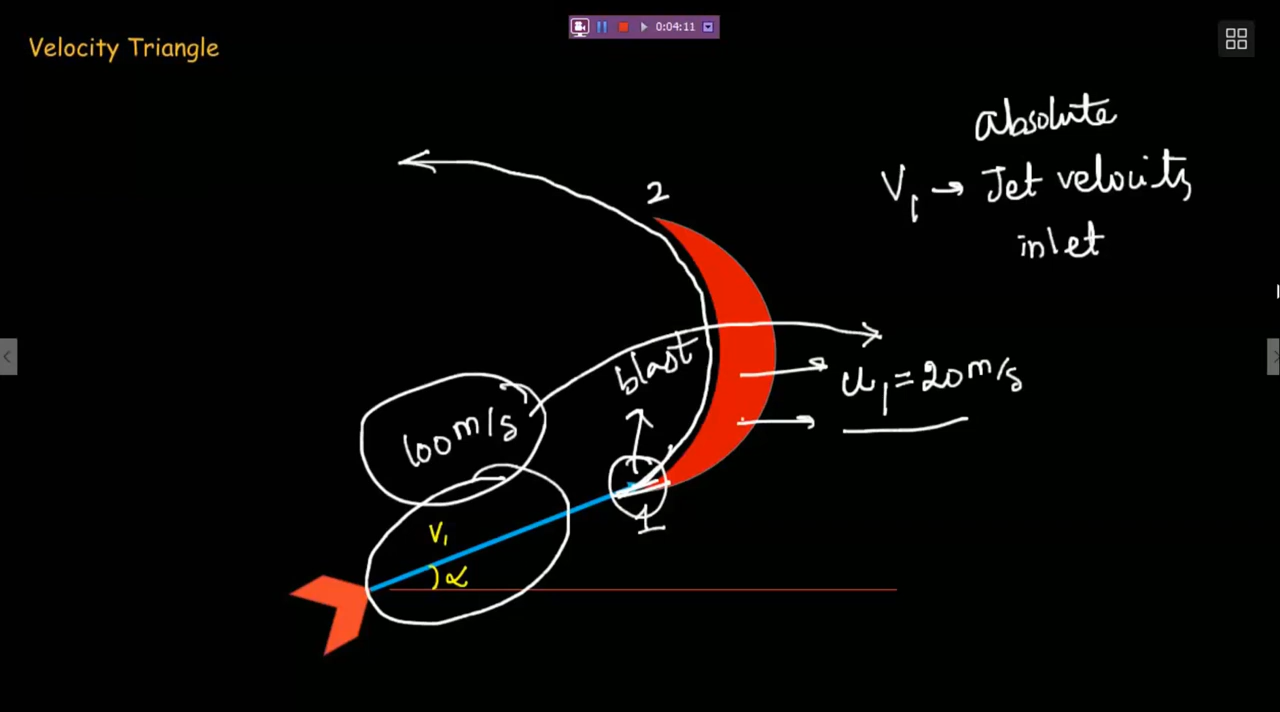 0:04:11
Velocity Triangle
absolute
V₁ → Jet velocity
inlet
2
blast
u₁ = 20 m/s
100 m/s
1
V₁
α